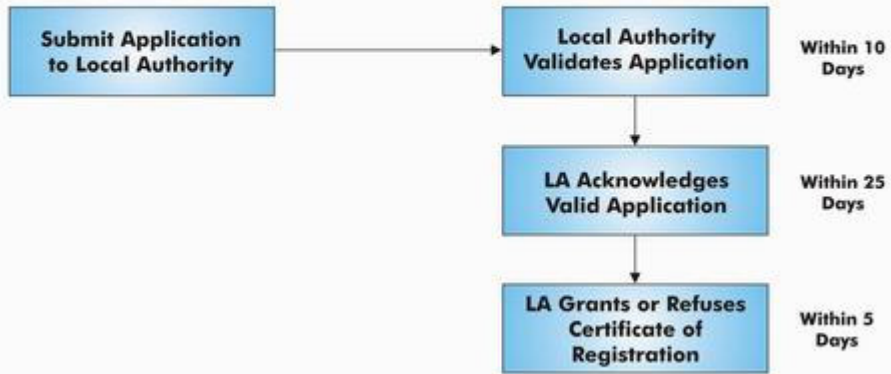 Submit Application
to Local Authority
Local Authority
Validates Application
Within 10
Days
LA Acknowledges
Valid Application
Within 25
Days
LA Grants or Refuses
Certificate of
Registration
Within 5
Days